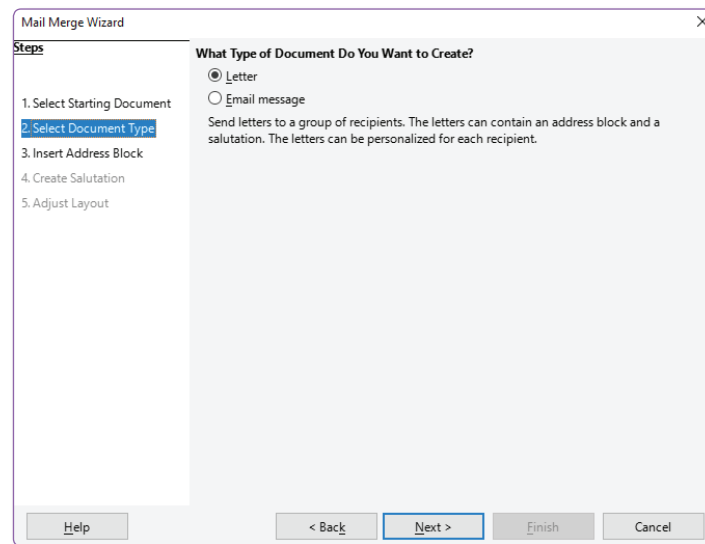 Mail Merge Wizard
Steps
1. Select Starting Document
2. Select Document Type
3. Insert Address Block
4. Create Salutation
5. Adjust Layout
What Type of Document Do You Want to Create?
Letter
Email message
Send letters to a group of recipients. The letters can contain an address block and a
salutation. The letters can be personalized for each recipient.
Help
< Back
Next >
Finish
Cancel